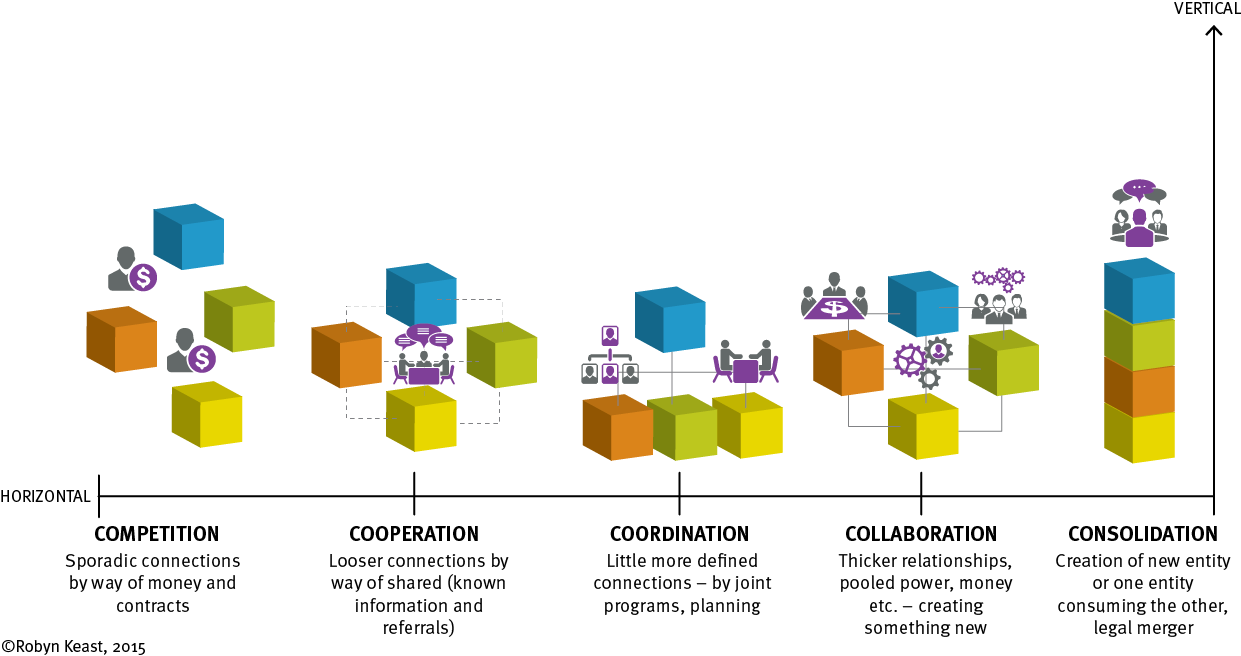 VERTICAL
HORIZONTAL
COMPETITION
Sporadic connections
by way of money and
contracts
COOPERATION
Looser connections by
way of shared (known
information and
referrals)
COORDINATION
Little more defined
connections – by joint
programs, planning
COLLABORATION
Thicker relationships,
pooled power, money
etc. – creating
something new
CONSOLIDATION
Creation of new entity
or one entity
consuming the other,
legal merger
©Robyn Keast, 2015